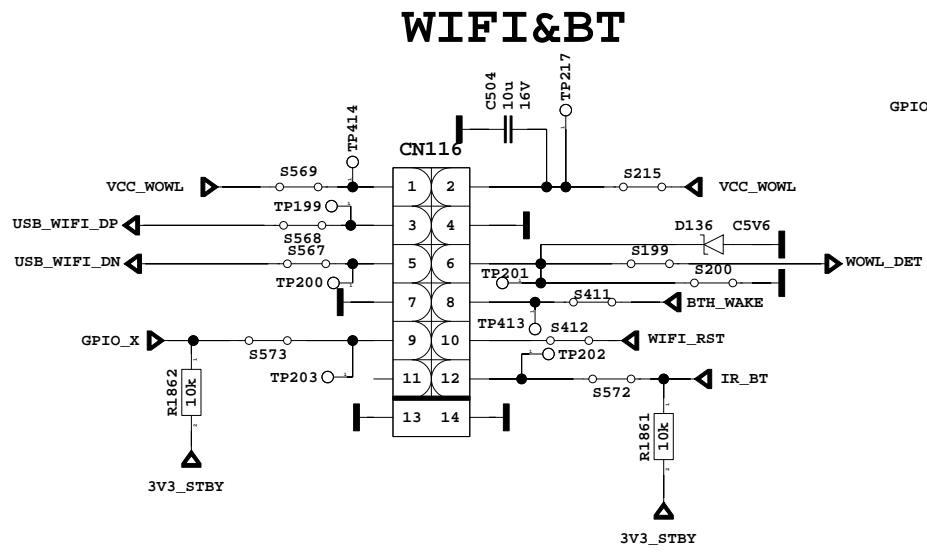 WIFI&BT
C504
10u
16V
TP217
GPIO
TP414
CN116
S569
1
2
S215
VCC_WOWL
VCC_WOWL
TP199
USB_WIFI_DP
3
4
D136
C5V6
S568
S567
S199
USB_WIFI_DN
5
6
WOWL_DET
TP201
S200
TP200
7
8
S411
BTH_WAKE
TP413
S412
GPIO_X
9
10
WIFI_RST
S573
TP202
TP203
11
12
IR_BT
R1862
10k
S572
13
14
R1861
10k
3V3_STBY
3V3_STBY